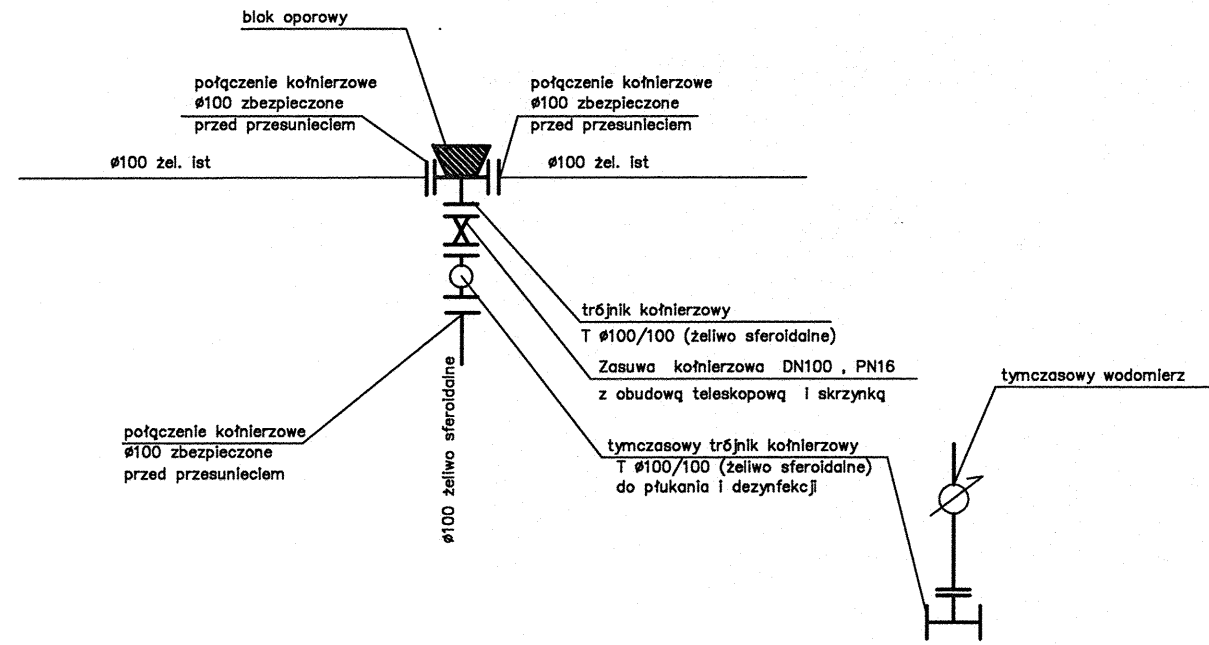 blok oporowy
połączenie kołnierzowe
ø100 zbezpieczone
przed przesunieciem
połączenie kołnierzowe
ø100 zbezpieczone
przed przesunieciem
ø100 żel. ist
ø100 żel. ist
trójnik kołnierzowy
T ø100/100 (żeliwo sferoidalne)
Zasuwa kołnierzowa DN100 , PN16
z obudową teleskopową i skrzynką
tymczasowy wodomierz
połączenie kołnierzowe
ø100 zbezpieczone
przed przesunieciem
ø100 żeliwo sferoidalne
tymczasowy trójnik kołnierzowy
T ø100/100 (żeliwo sferoidalne)
do płukania i dezynfekcji